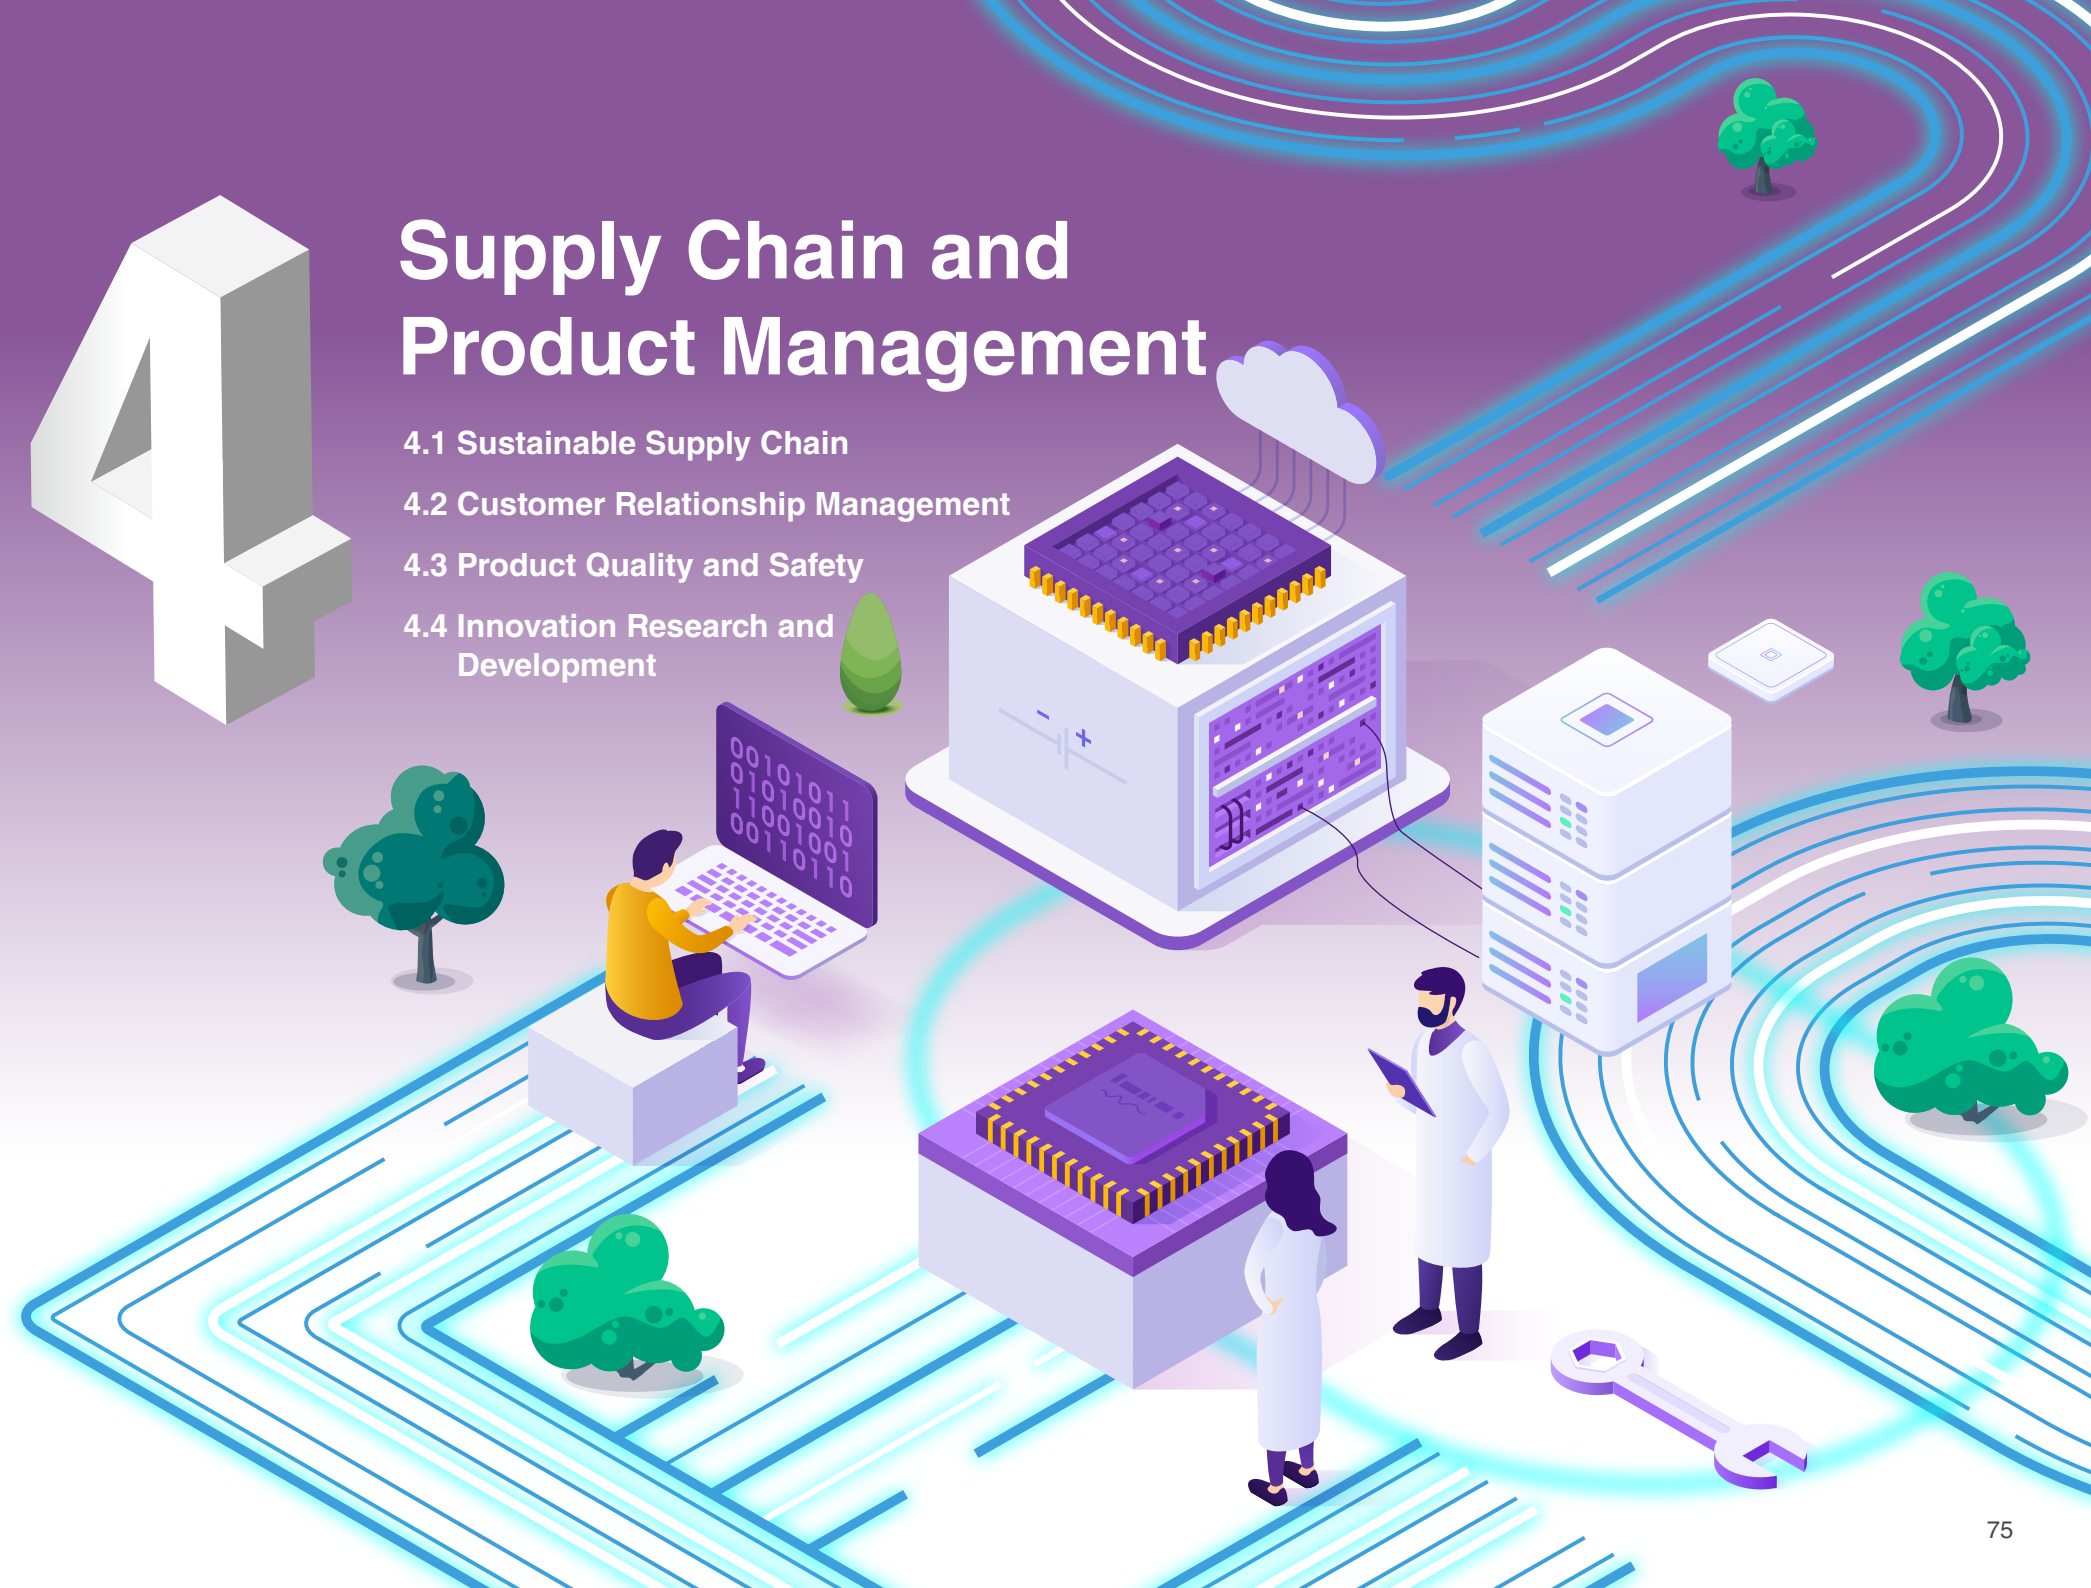 4
Supply Chain and
Product Management
4.1 Sustainable Supply Chain
4.2 Customer Relationship Management
4.3 Product Quality and Safety
4.4 Innovation Research and
Development
00101011
01010010
11001001
00110110
75